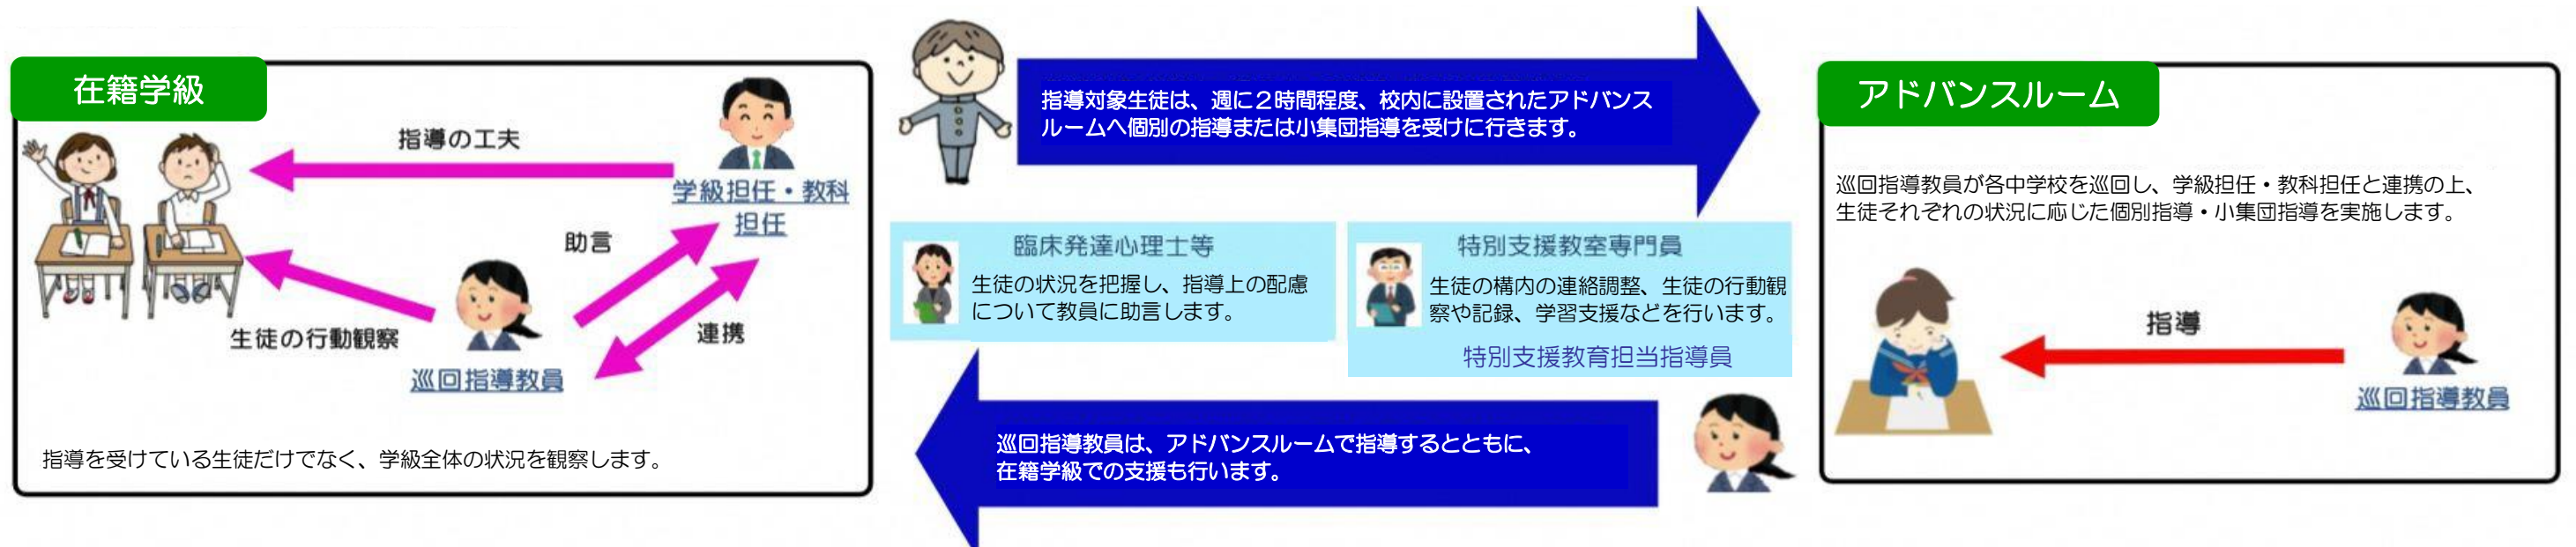 在籍学級
指導の工夫
学級担任・教科
担任
助言
生徒の行動観察
連携
巡回指導教員
指導を受けている生徒だけでなく、学級全体の状況を観察します。
指導対象生徒は、週に２時間程度、校内に設置されたアドバンス
ルームへ個別の指導または小集団指導を受けに行きます。
臨床発達心理士等
生徒の状況を把握し、指導上の配慮
について教員に助言します。
特別支援教室専門員
生徒の構内の連絡調整、生徒の行動観
察や記録、学習支援などを行います。
特別支援教育担当指導員
巡回指導教員は、アドバンスルームで指導するとともに、
在籍学級での支援も行います。
アドバンスルーム
巡回指導教員が各中学校を巡回し、学級担任・教科担任と連携の上、
生徒それぞれの状況に応じた個別指導・小集団指導を実施します。
指導
巡回指導教員